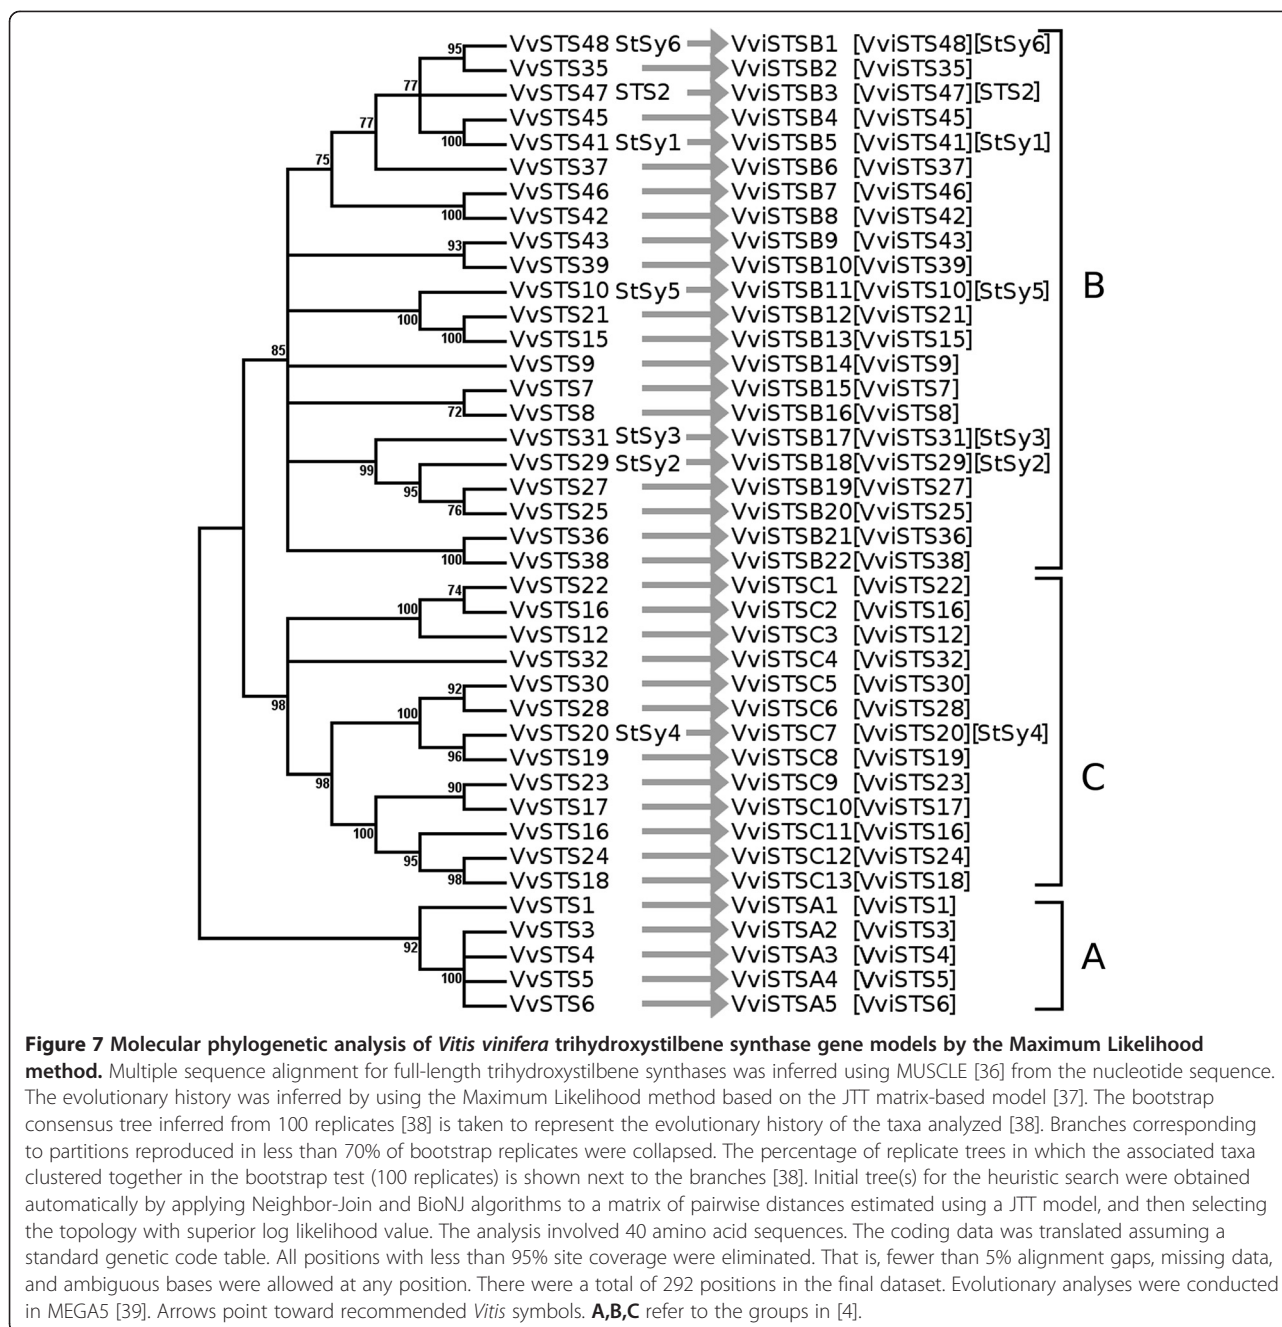 95 VvSTS48 StSy6 VviSTSB1 [VviSTS48][StSy6]
VvSTS35 VviSTSB2 [VviSTS35]
77 VvSTS47 STS2 VviSTSB3 [VviSTS47][STS2]
77 VvSTS45 VviSTSB4 [VviSTS45]
100 VvSTS41 StSy1 VviSTSB5 [VviSTS41][StSy1]
75 VvSTS37 VviSTSB6 [VviSTS37]
VvSTS46 VviSTSB7 [VviSTS46]
100 VvSTS42 VviSTSB8 [VviSTS42]
93 VvSTS43 VviSTSB9 [VviSTS43]
VvSTS39 VviSTSB10[VviSTS39]
VvSTS10 StSy5 VviSTSB11[VviSTS10][StSy5]
B
100 VvSTS21 VviSTSB12[VviSTS21]
100 VvSTS15 VviSTSB13[VviSTS15]
85 VvSTS9 VviSTSB14[VviSTS9]
VvSTS7 VviSTSB15[VviSTS7]
72 VvSTS8 VviSTSB16[VviSTS8]
VvSTS31 StSy3 VviSTSB17[VviSTS31][StSy3]
99 VvSTS29 StSy2 VviSTSB18[VviSTS29][StSy2]
95 VvSTS27 VviSTSB19[VviSTS27]
76 VvSTS25 VviSTSB20[VviSTS25]
VvSTS36 VviSTSB21[VviSTS36]
100 VvSTS38 VviSTSB22[VviSTS38]
74 VvSTS22 VviSTSC1 [VviSTS22]
100 VvSTS16 VviSTSC2 [VviSTS16]
VvSTS12 VviSTSC3 [VviSTS12]
VvSTS32 VviSTSC4 [VviSTS32]
98 92 VvSTS30 VviSTSC5 [VviSTS30]
100 VvSTS28 VviSTSC6 [VviSTS28]
VvSTS20 StSy4 VviSTSC7 [VviSTS20][StSy4]
96 VvSTS19 VviSTSC8 [VviSTS19]
C
98 90 VvSTS23 VviSTSC9 [VviSTS23]
VvSTS17 VviSTSC10[VviSTS17]
100 VvSTS16 VviSTSC11[VviSTS16]
95 VvSTS24 VviSTSC12[VviSTS24]
98 VvSTS18 VviSTSC13[VviSTS18]
VvSTS1 VviSTSA1 [VviSTS1]
92 VvSTS3 VviSTSA2 [VviSTS3]
VvSTS4 VviSTSA3 [VviSTS4]
A
100 VvSTS5 VviSTSA4 [VviSTS5]
VvSTS6 VviSTSA5 [VviSTS6]
Figure 7 Molecular phylogenetic analysis of Vitis vinifera trihydroxystilbene synthase gene models by the Maximum Likelihood
method. Multiple sequence alignment for full-length trihydroxystilbene synthases was inferred using MUSCLE [36] from the nucleotide sequence.
The evolutionary history was inferred by using the Maximum Likelihood method based on the JTT matrix-based model [37]. The bootstrap
consensus tree inferred from 100 replicates [38] is taken to represent the evolutionary history of the taxa analyzed [38]. Branches corresponding
to partitions reproduced in less than 70% of bootstrap replicates were collapsed. The percentage of replicate trees in which the associated taxa
clustered together in the bootstrap test (100 replicates) is shown next to the branches [38]. Initial tree(s) for the heuristic search were obtained
automatically by applying Neighbor-Join and BioNJ algorithms to a matrix of pairwise distances estimated using a JTT model, and then selecting
the topology with superior log likelihood value. The analysis involved 40 amino acid sequences. The coding data was translated assuming a
standard genetic code table. All positions with less than 95% site coverage were eliminated. That is, fewer than 5% alignment gaps, missing data,
and ambiguous bases were allowed at any position. There were a total of 292 positions in the final dataset. Evolutionary analyses were conducted
in MEGA5 [39]. Arrows point toward recommended Vitis symbols. A,B,C refer to the groups in [4].